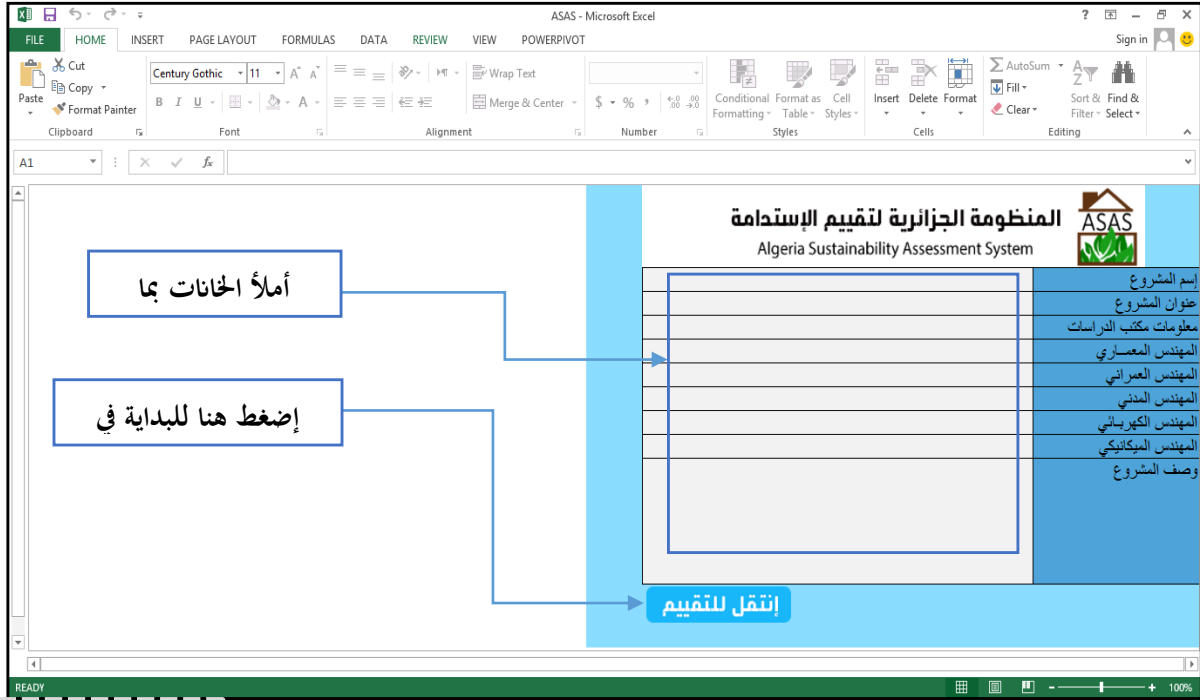 ASAS - Microsoft Excel
FILE HOME INSERT PAGE LAYOUT FORMULAS DATA REVIEW VIEW POWERPIVOT Sign in
Paste
Cut
Copy
Format Painter
Clipboard
Century Gothic 11
B I U
Font
Wrap Text
Merge & Center
Alignment
$ % ,
Number
Conditional Formatting
Format as Table
Cell Styles
Styles
Insert Delete Format
Cells
AutoSum
Fill
Clear
Sort & Filter
Find & Select
Editing
A1
fx
المنظومة الجزائرية لتقييم الإستدامة
Algeria Sustainability Assessment System
ASAS
إسم المشروع
عنوان المشروع
معلومات مكتب الدراسات
المهندس المعمــاري
المهندس العمراني
المهندس المدني
المهندس الكهربـائي
المهندس الميكانيكي
وصف المشروع
أملأ الخانات بما
إضغط هنا للبداية في
إنتقل للتقييم
READY
100%